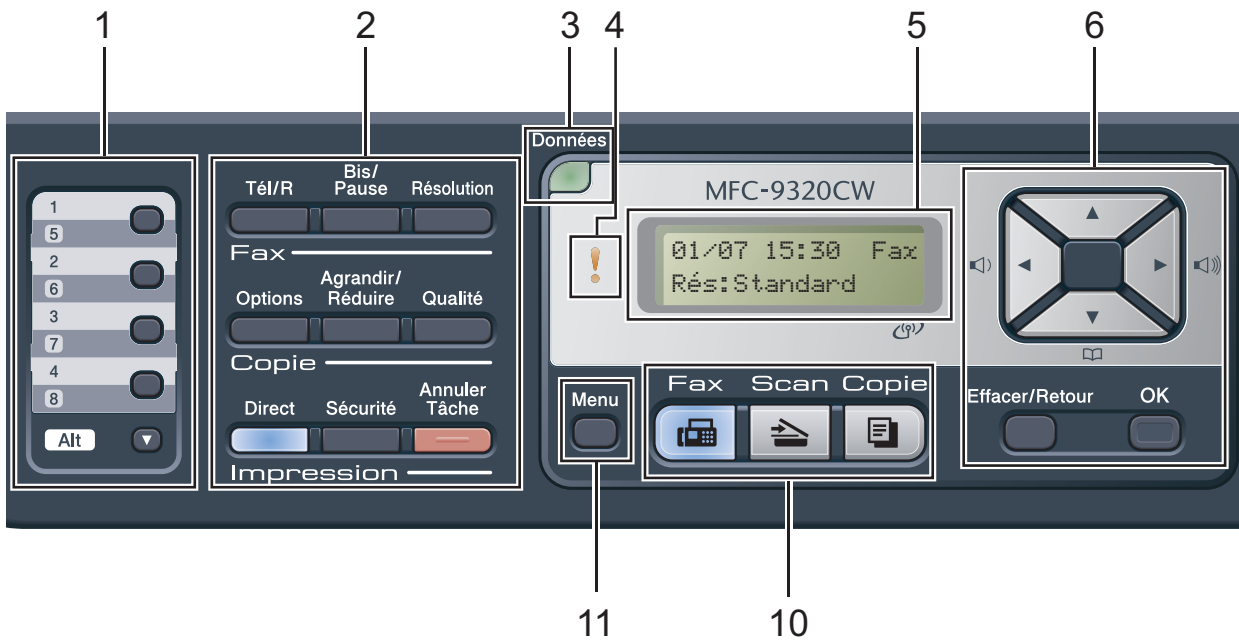 1 2 3 4 5 6
Données
MFC-9320CW
01/07 15:30 Fax
Rés:Standard
1
5
2
6
3
7
4
8
Alt
Tél/R Bis/ Pause Résolution
Fax
Options Agrandir/ Réduire Qualité
Copie
Direct Sécurité Annuler Tâche
Impression
Menu
Fax Scan Copie
Effacer/Retour OK
11 10